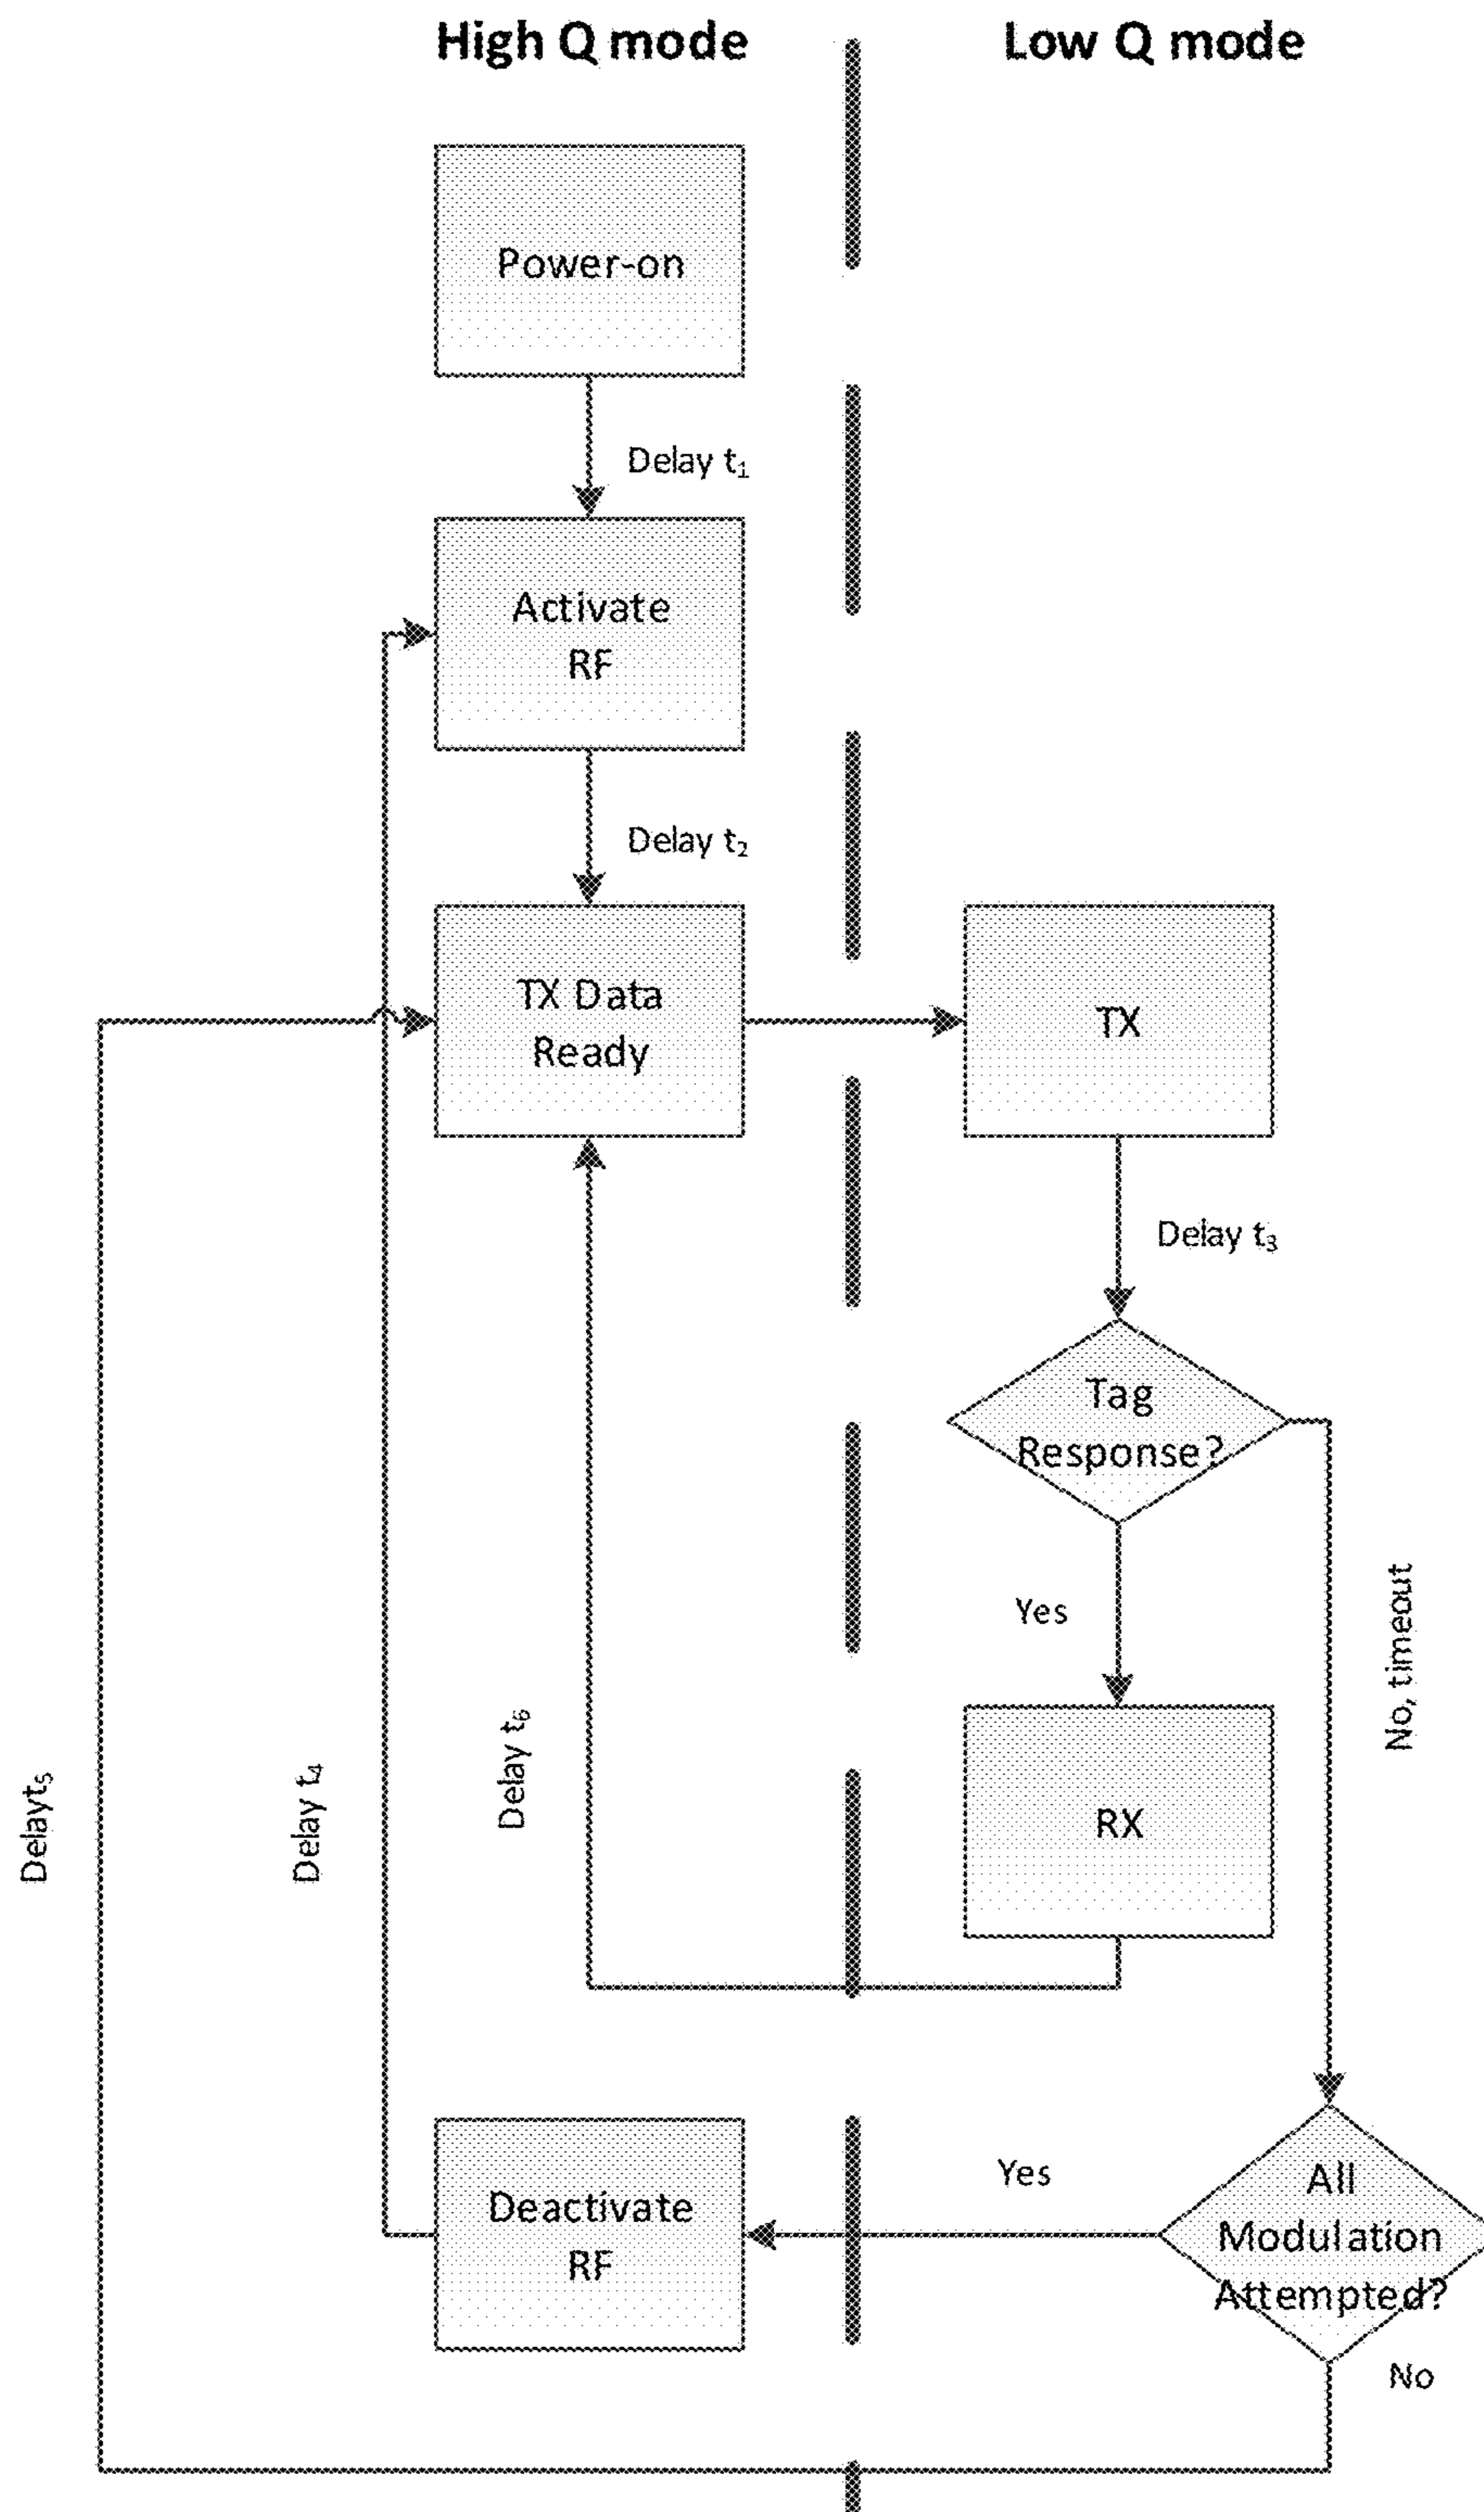 High Q mode
Low Q mode
Power-on
Delay t₁
Activate
RF
Delay t₂
TX Data
Ready
TX
Delay t₃
Tag
Response?
Yes
No, timeout
RX
Delay t₆
Delay t₄
Delayt₅
Deactivate
RF
Yes
All
Modulation
Attempted?
No